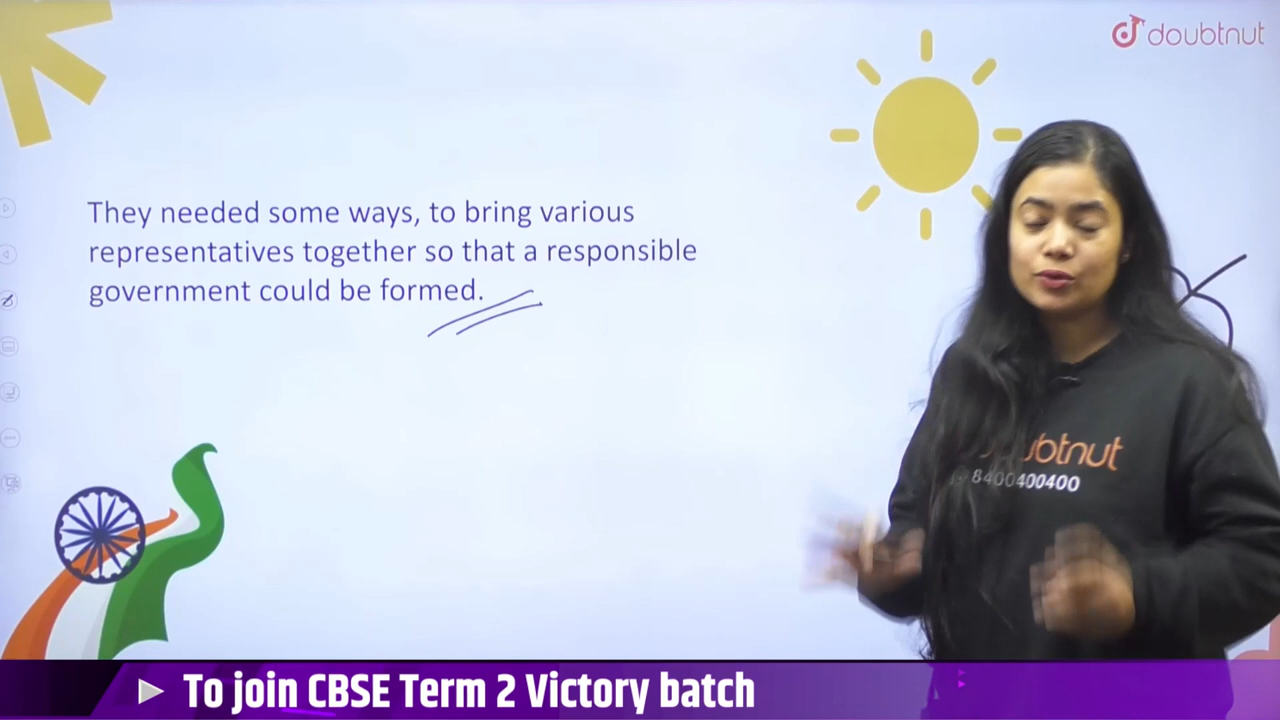 doubtnut
They needed some ways, to bring various
representatives together so that a responsible
government could be formed.
ubtnut
8400400400
To join CBSE Term 2 Victory batch